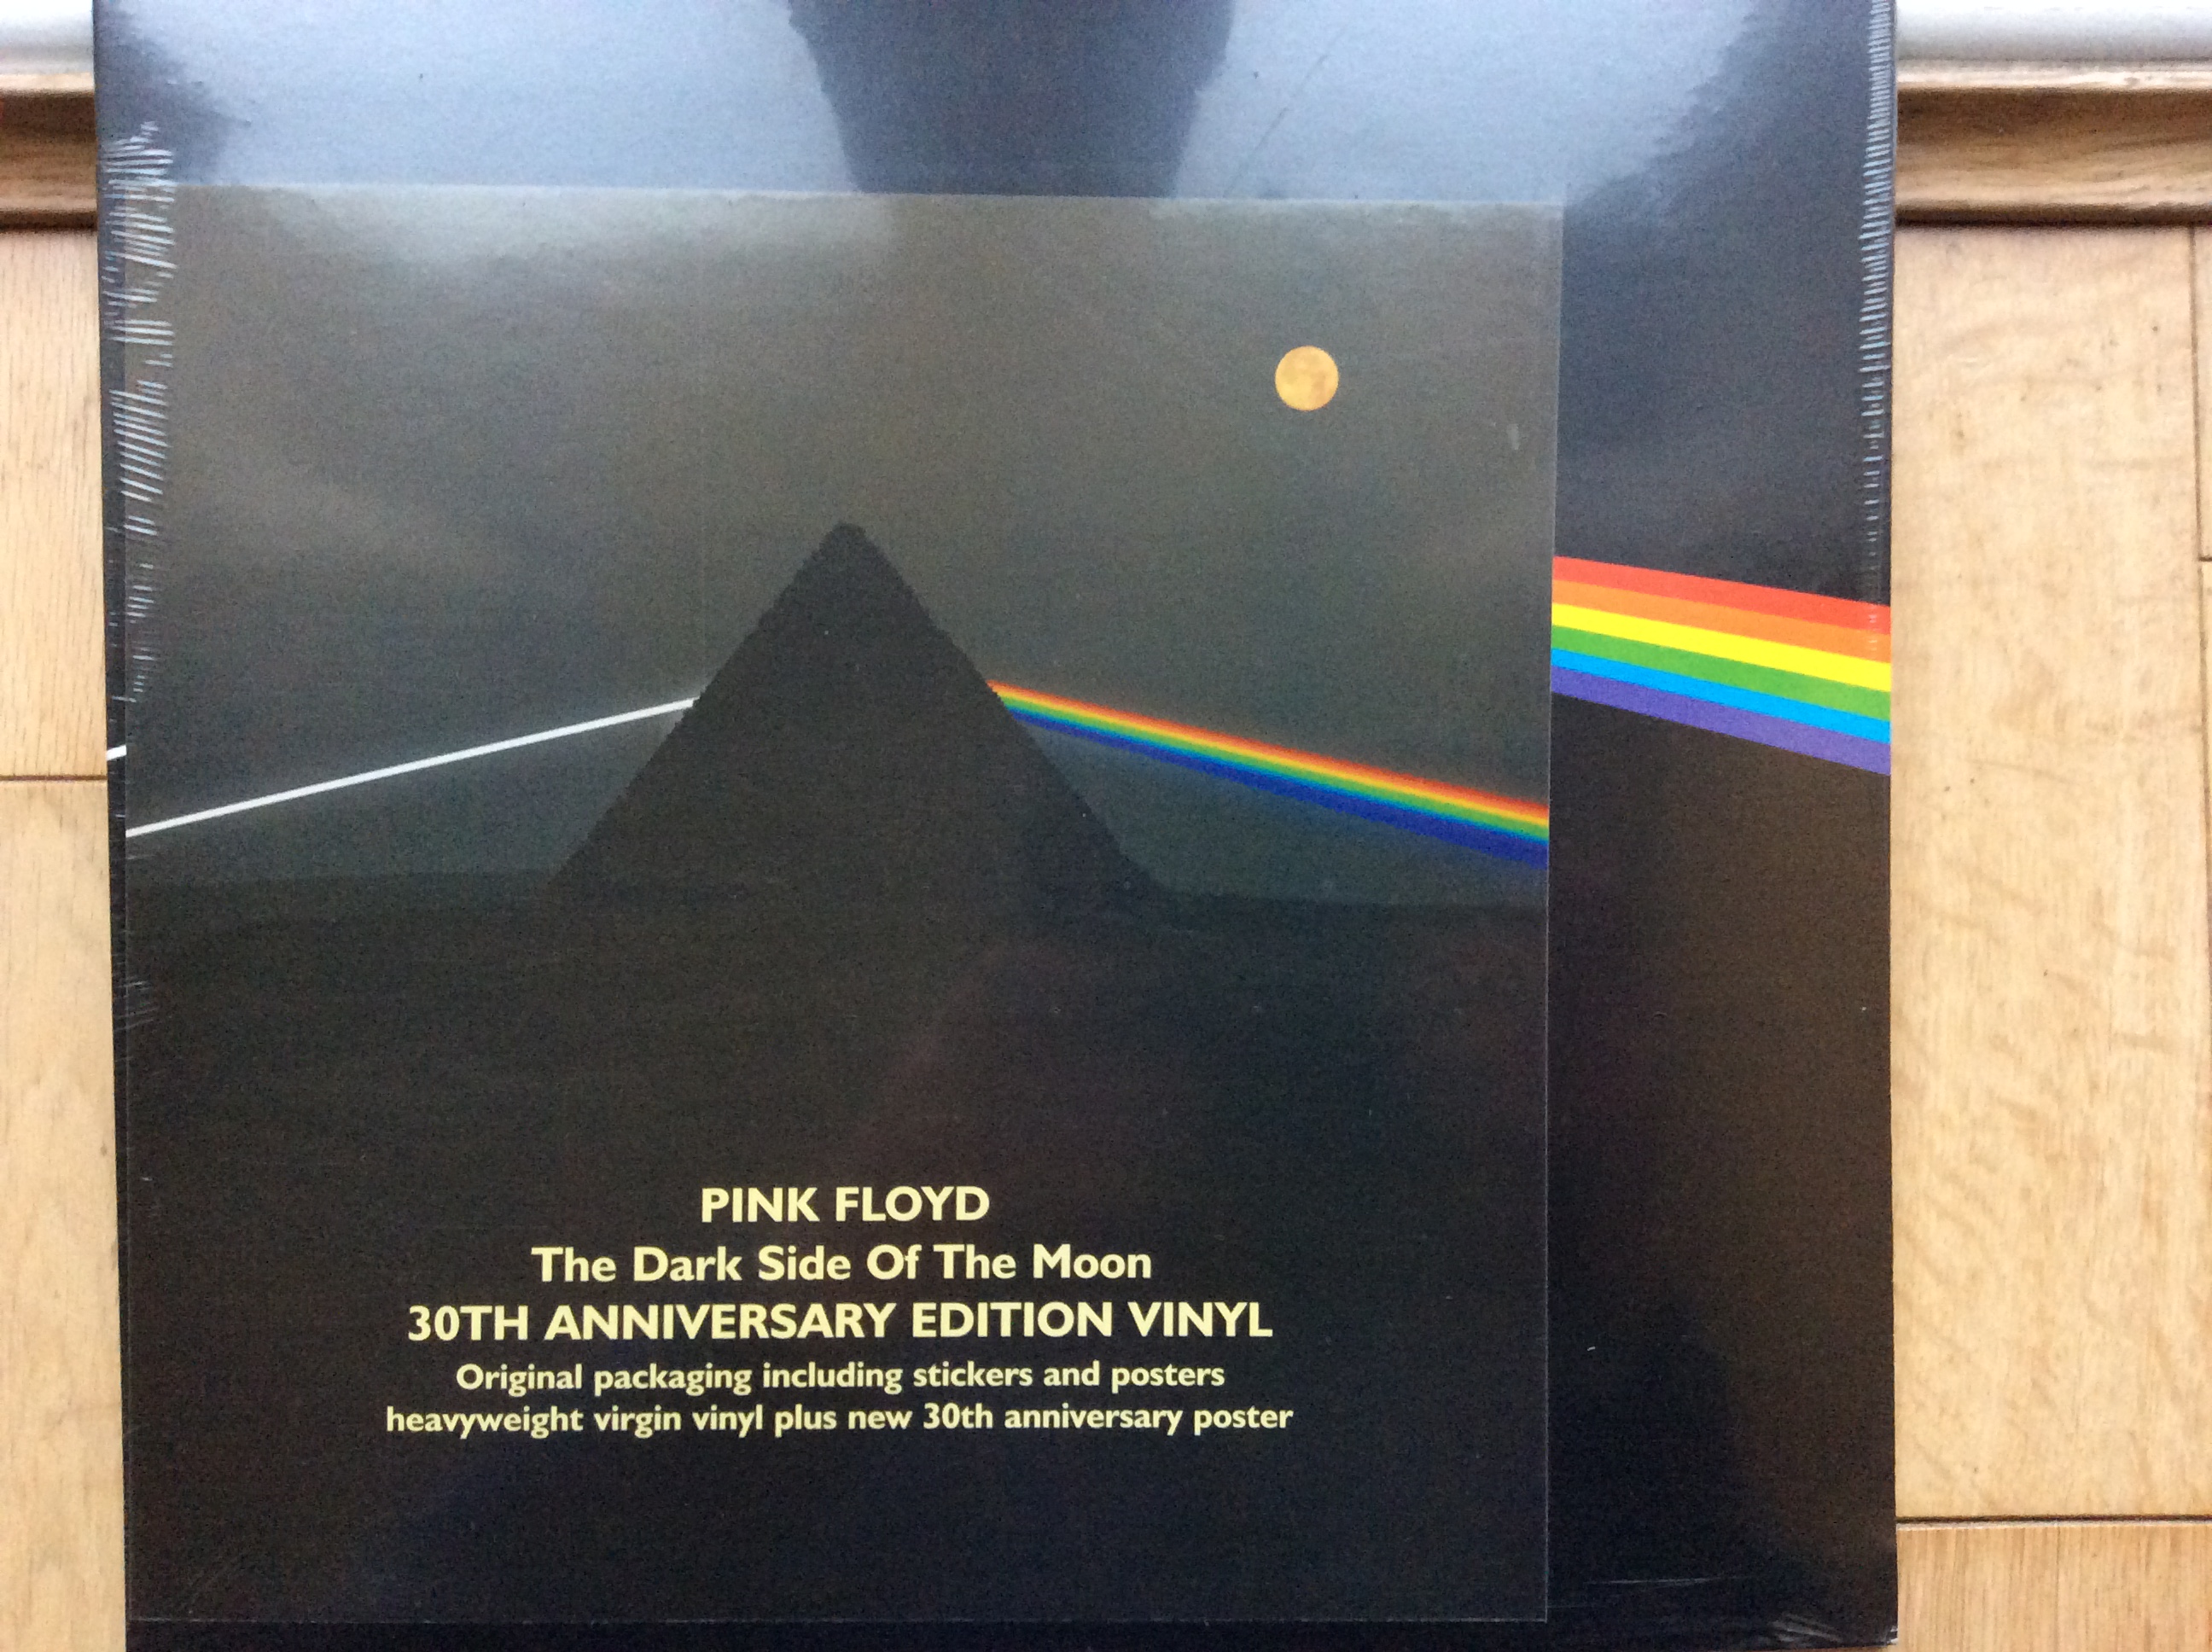 PINK FLOYD
The Dark Side Of The Moon
30TH ANNIVERSARY EDITION VINYL
Original packaging including stickers and posters
heavyweight virgin vinyl plus new 30th anniversary poster